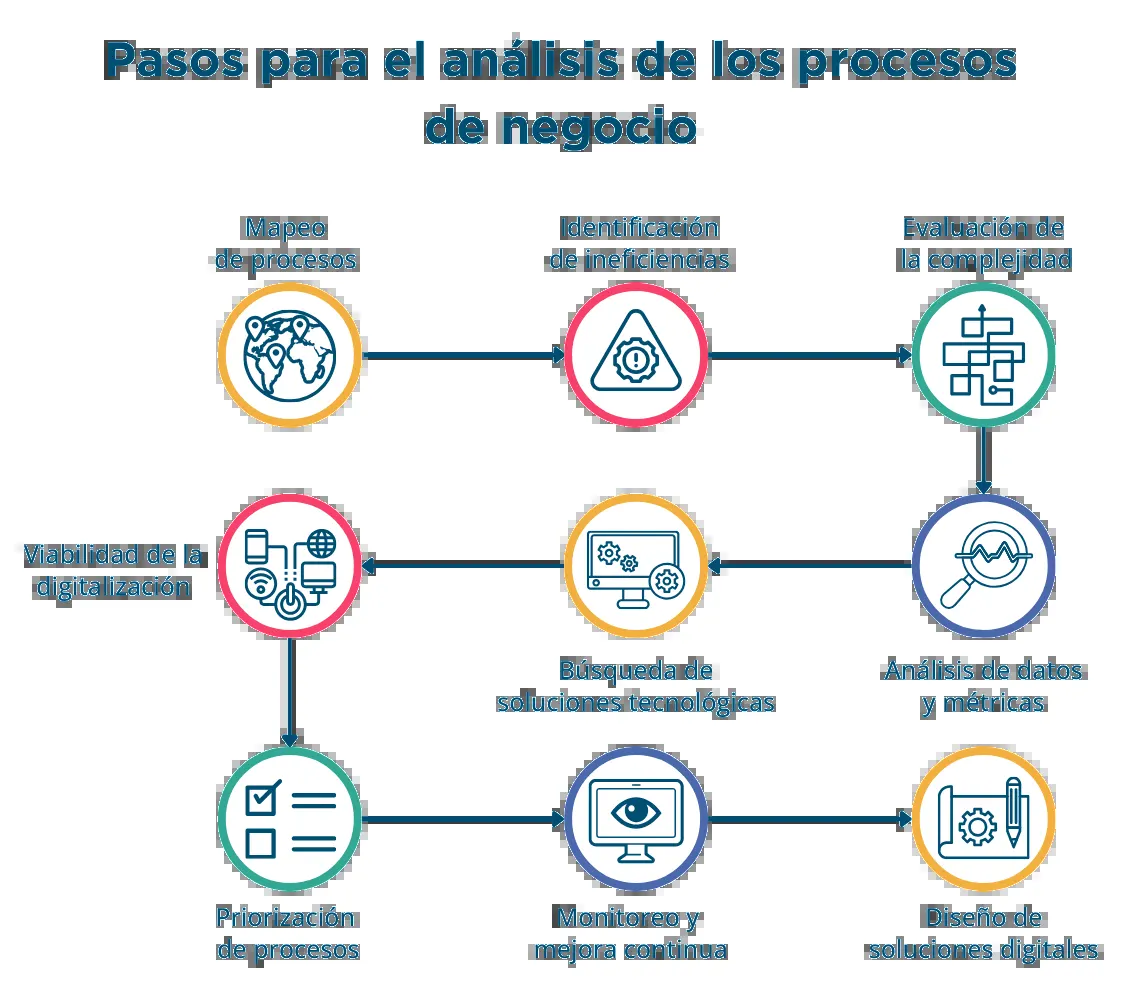 Pasos para el análisis de los procesos
de negocio
Mapeo
de procesos
Identificación
de ineficiencias
Evaluación de
la complejidad
Viabilidad de la
digitalización
Búsqueda de
soluciones tecnológicas
Análisis de datos
y métricas
Priorización
de procesos
Monitoreo y
mejora continua
Diseño de
soluciones digitales